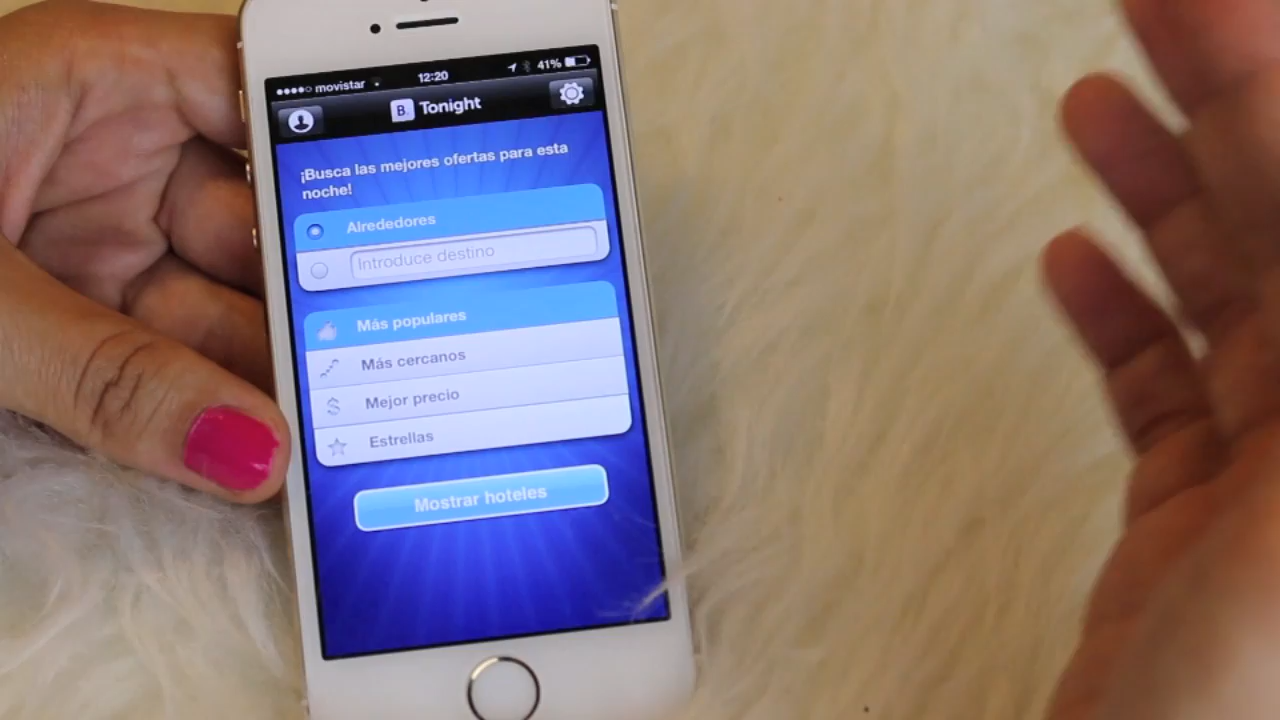 movistar 12:20 41%
B. Tonight
¡Busca las mejores ofertas para esta
noche!
Alrededores
Introduce destino
Más populares
Más cercanos
$ Mejor precio
Estrellas
Mostrar hoteles